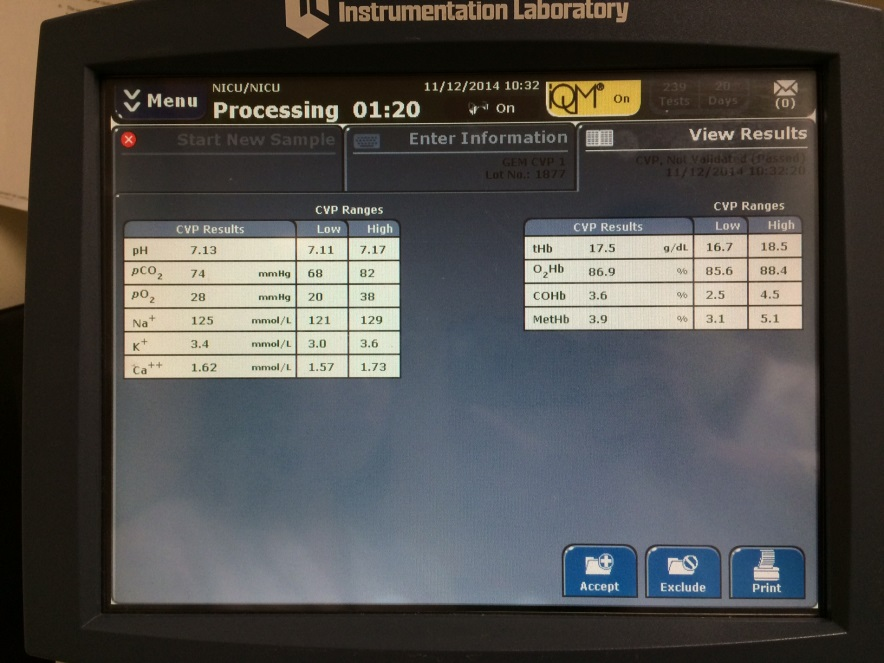 Instrumentation Laboratory
Menu
NICU/NICU
Processing 01:20
11/12/2014 10:32
On
iQM® On
239 Tests
20 Days
(0)
Start New Sample
Enter Information
GEM CVP 1
Lot No.: 1877
View Results
CVP, Not Validated (Passed)
11/12/2014 10:32:20
CVP Ranges
CVP Results Low High
pH 7.13 7.11 7.17
pCO2 74 mmHg 68 82
pO2 28 mmHg 20 38
Na+ 125 mmol/L 121 129
K+ 3.4 mmol/L 3.0 3.6
Ca++ 1.62 mmol/L 1.57 1.73
CVP Ranges
CVP Results Low High
tHb 17.5 g/dL 16.7 18.5
O2Hb 86.9 % 85.6 88.4
COHb 3.6 % 2.5 4.5
MetHb 3.9 % 3.1 5.1
Accept
Exclude
Print